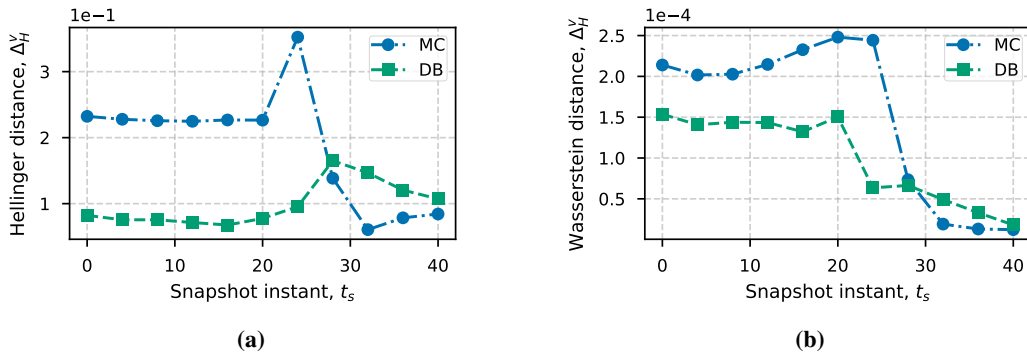 1e−1
Hellinger distance, Δ_H^v
3
2
1
MC
DB
0 10 20 30 40
Snapshot instant, t_s
(a)
1e−4
Wasserstein distance, Δ_H^v
2.5
2.0
1.5
1.0
0.5
MC
DB
0 10 20 30 40
Snapshot instant, t_s
(b)